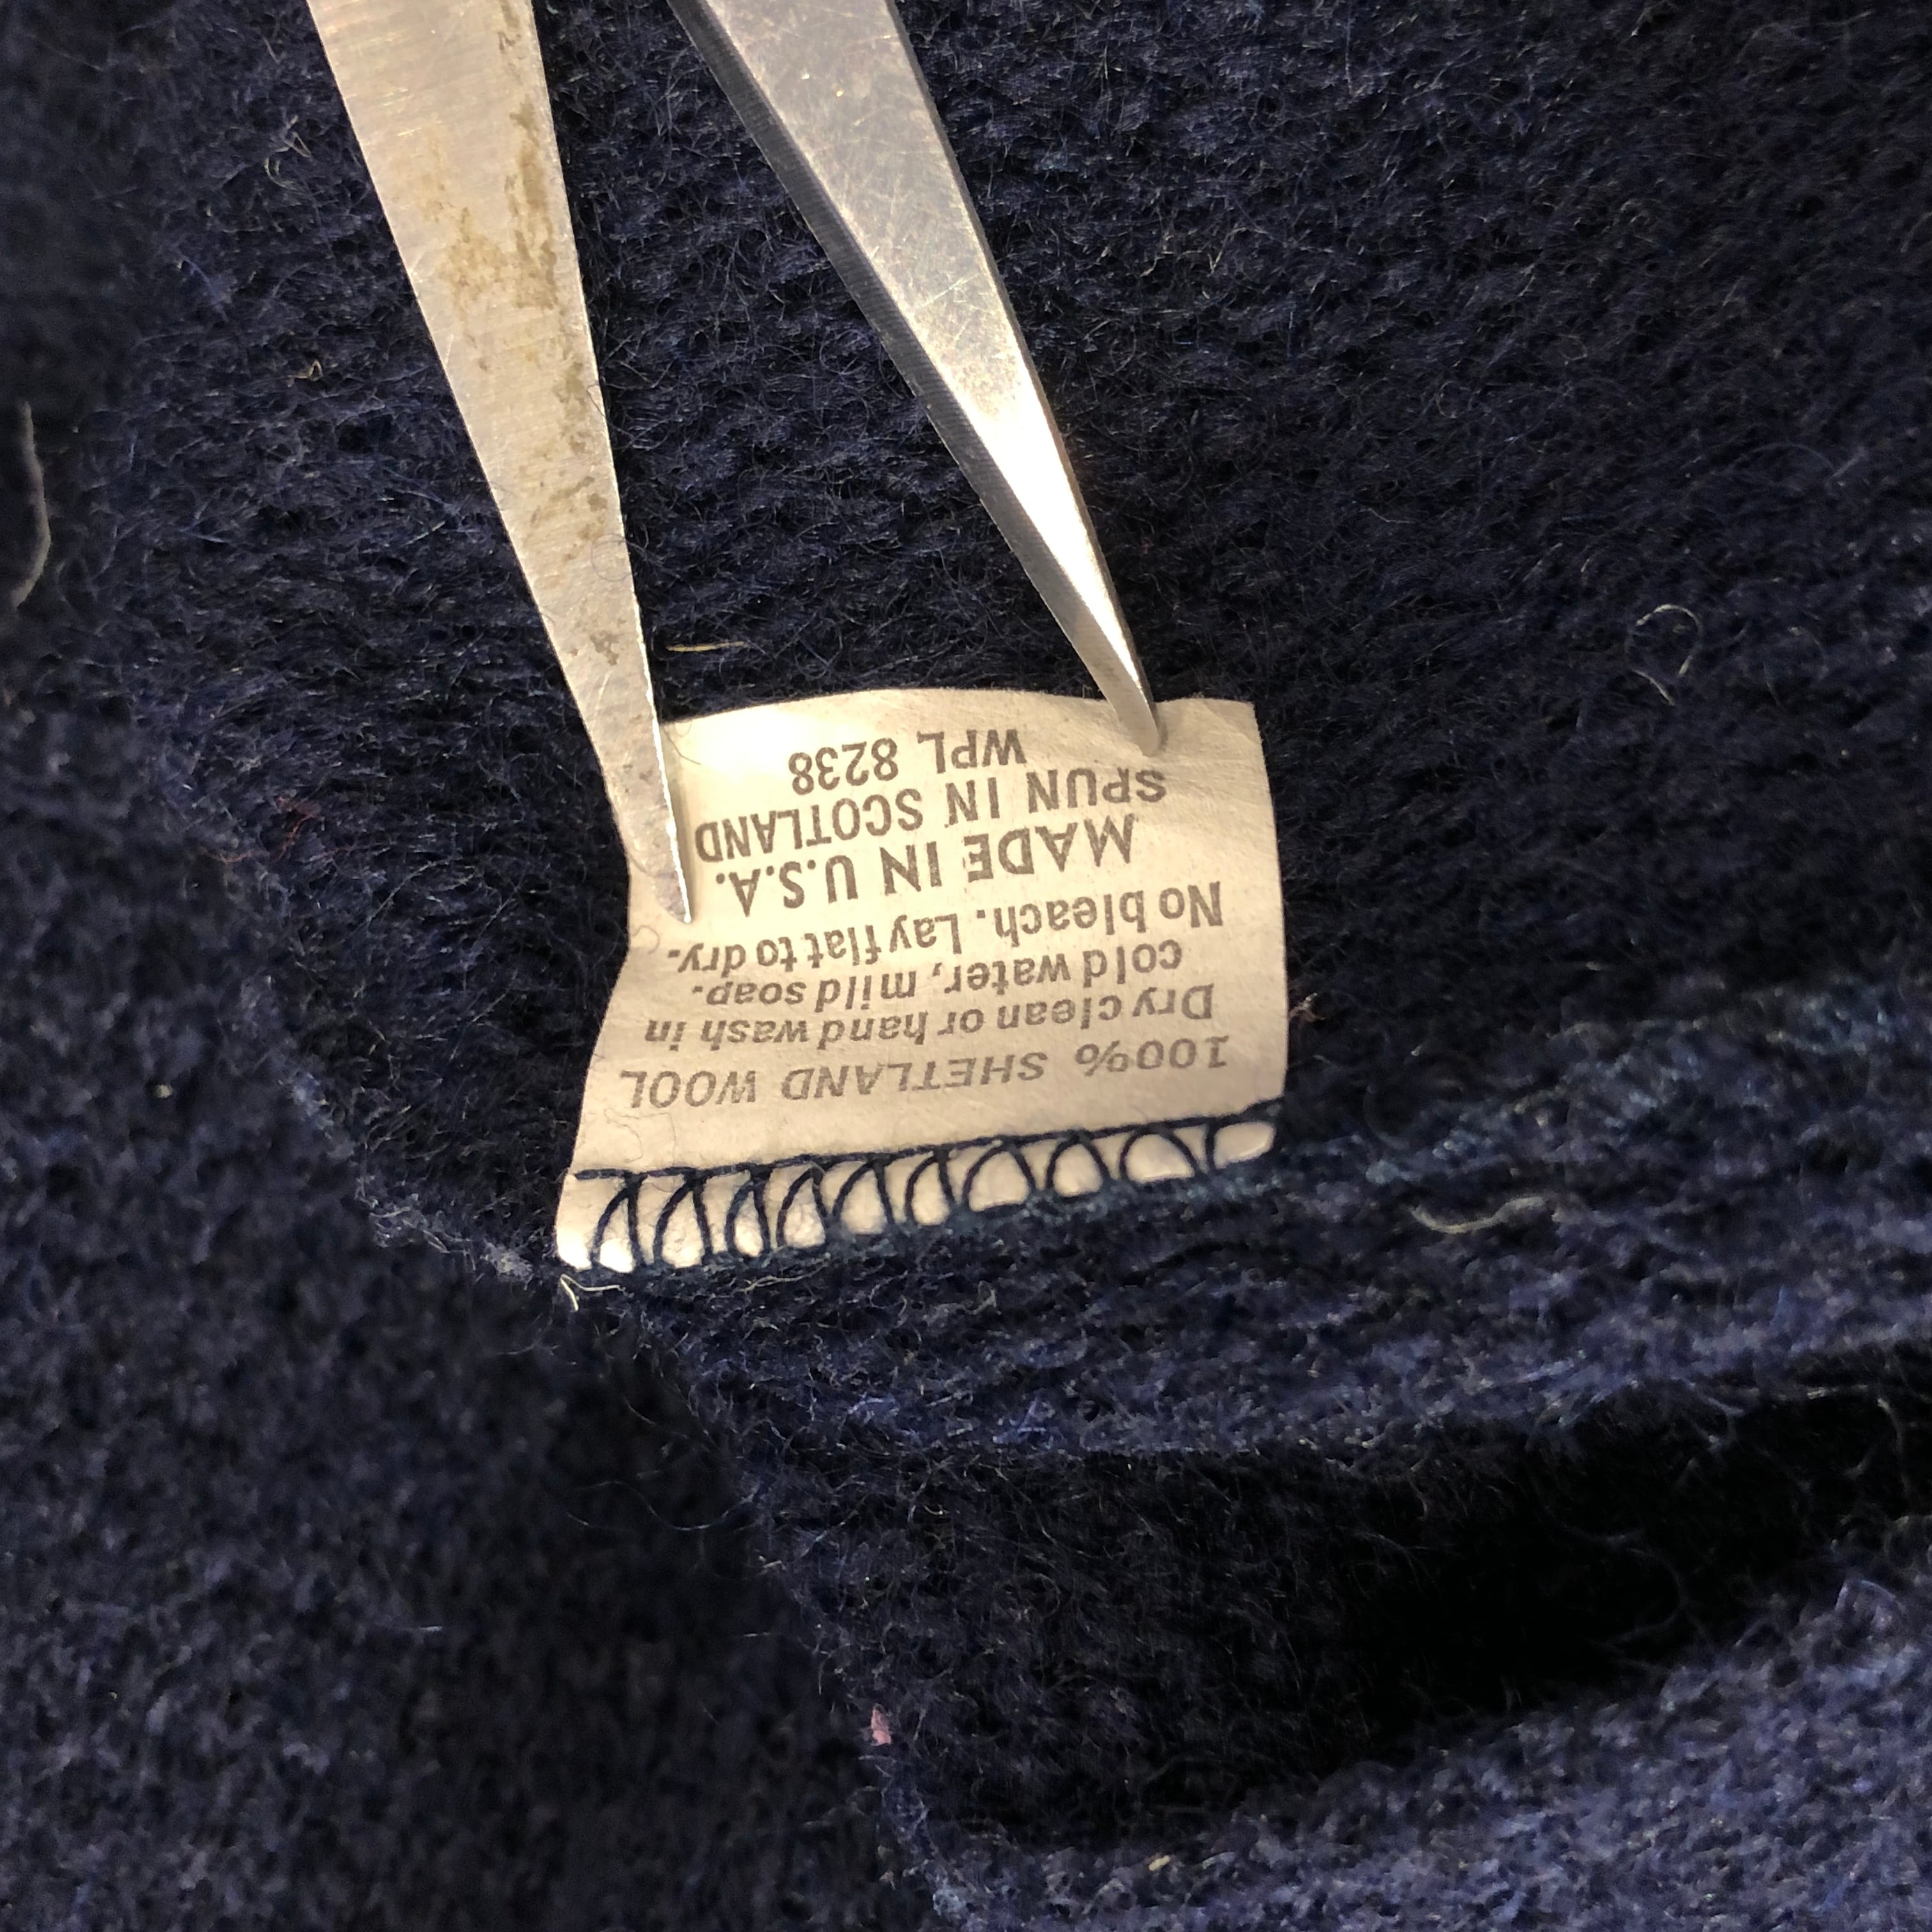 100% SHETLAND WOOL
Dry clean or hand wash in
cold water, mild soap.
No bleach. Lay flat to dry.
MADE IN U.S.A.
SPUN IN SCOTLAND
WPL 8238